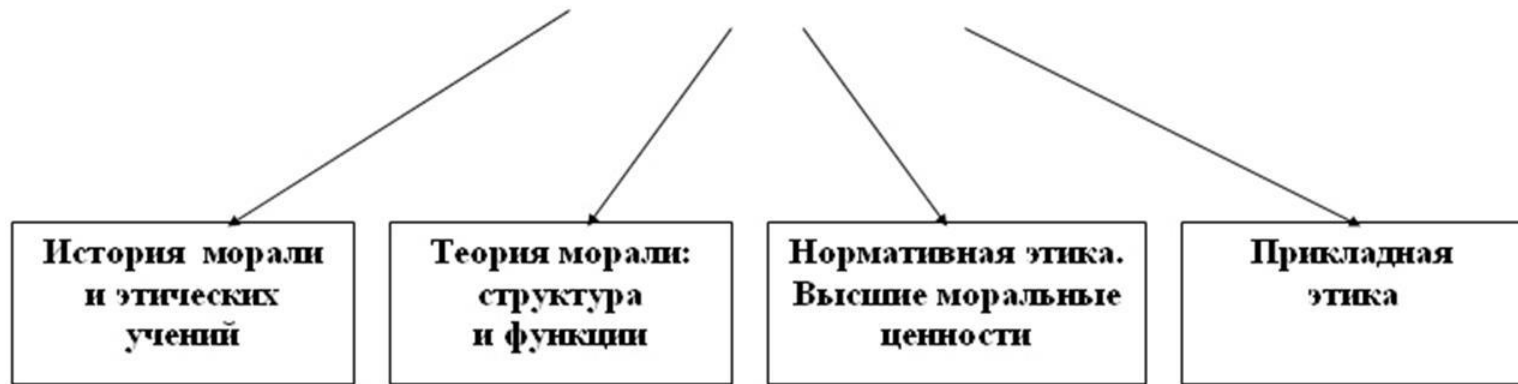 История морали
и этических
учений
Теория морали:
структура
и функции
Нормативная этика.
Высшие моральные
ценности
Прикладная
этика